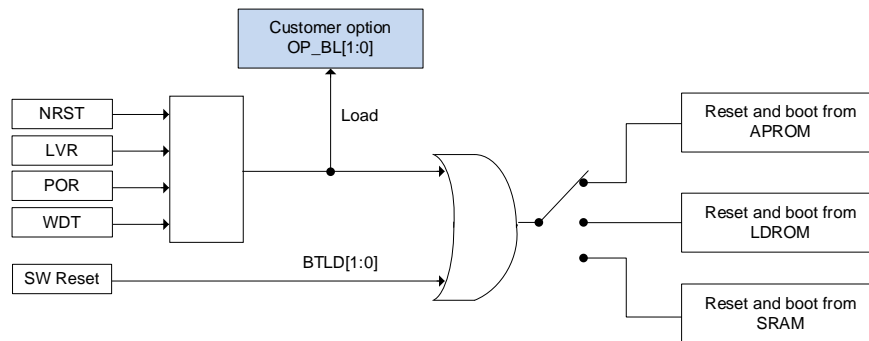 Customer option
OP_BL[1:0]
NRST
LVR
POR
WDT
Load
SW Reset
BTLD[1:0]
Reset and boot from
APROM
Reset and boot from
LDROM
Reset and boot from
SRAM